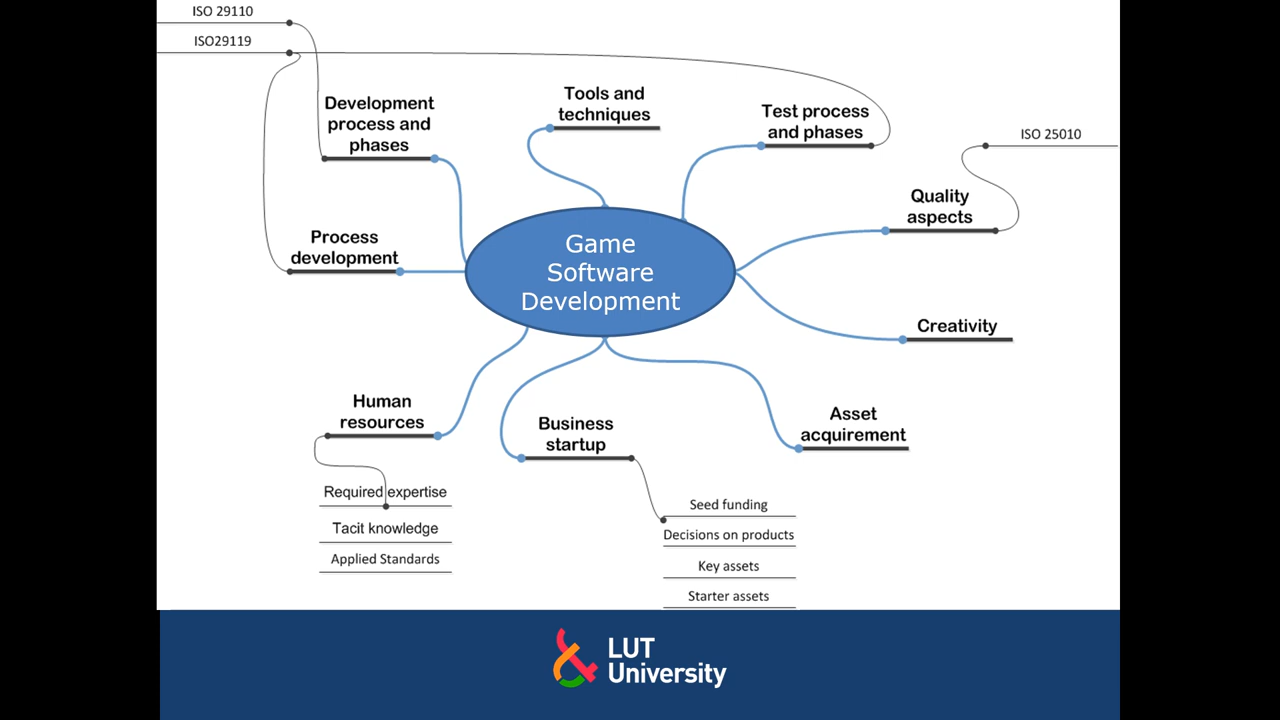 ISO 29110
ISO29119
Development
process and
phases
Tools and
techniques
Test process
and phases
ISO 25010
Quality
aspects
Process
development
Game
Software
Development
Creativity
Human
resources
Business
startup
Asset
acquirement
Required expertise
Tacit knowledge
Applied Standards
Seed funding
Decisions on products
Key assets
Starter assets
LUT
University